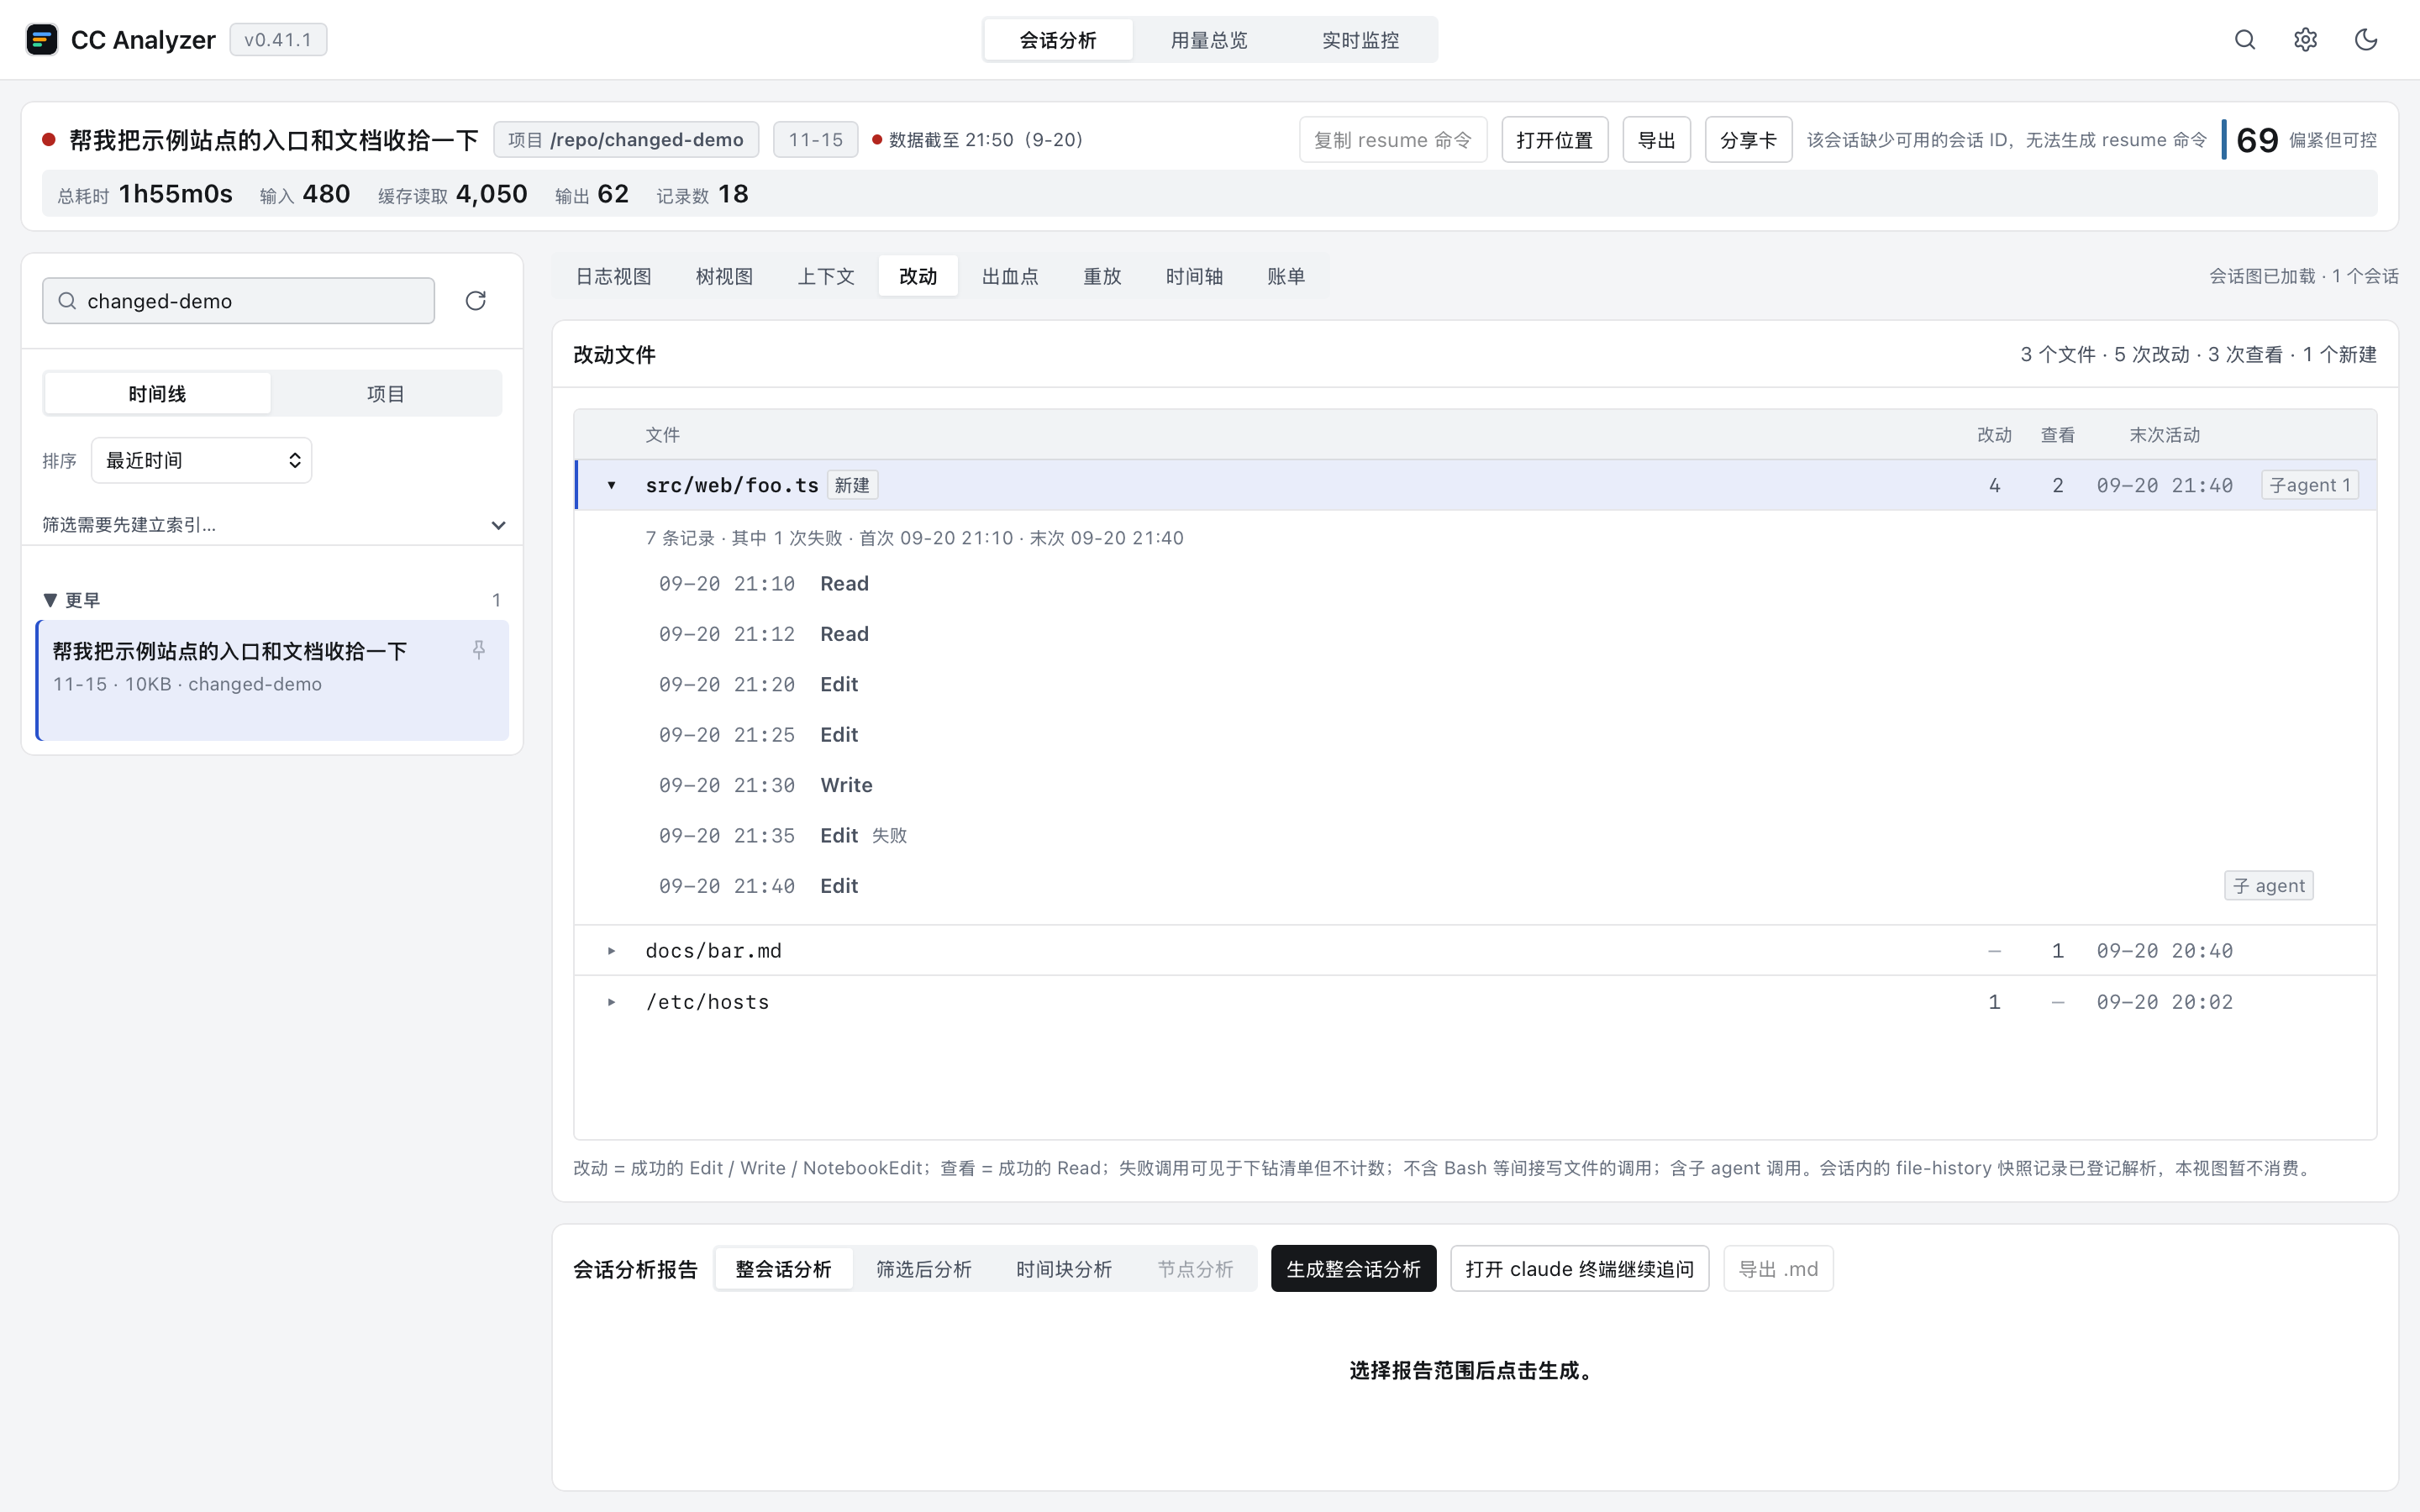 CC Analyzer v0.41.1 会话分析 用量总览 实时监控
帮我把示例站点的入口和文档收拾一下 项目 /repo/changed-demo 11-15 数据截至 21:50（9-20） 复制 resume 命令 打开位置 导出 分享卡 该会话缺少可用的会话 ID，无法生成 resume 命令 69 偏紧但可控
总耗时 1h55m0s 输入 480 缓存读取 4,050 输出 62 记录数 18
changed-demo
时间线 项目
排序 最近时间
筛选需要先建立索引...
▼ 更早 1
帮我把示例站点的入口和文档收拾一下
11-15 · 10KB · changed-demo
日志视图 树视图 上下文 改动 出血点 重放 时间轴 账单 会话图已加载 · 1 个会话
改动文件 3 个文件 · 5 次改动 · 3 次查看 · 1 个新建
文件 改动 查看 末次活动
▾ src/web/foo.ts 新建 4 2 09-20 21:40 子agent 1
7 条记录 · 其中 1 次失败 · 首次 09-20 21:10 · 末次 09-20 21:40
09-20 21:10 Read
09-20 21:12 Read
09-20 21:20 Edit
09-20 21:25 Edit
09-20 21:30 Write
09-20 21:35 Edit 失败
09-20 21:40 Edit 子 agent
▸ docs/bar.md – 1 09-20 20:40
▸ /etc/hosts 1 – 09-20 20:02
改动 = 成功的 Edit / Write / NotebookEdit；查看 = 成功的 Read；失败调用可见于下钻清单但不计数；不含 Bash 等间接写文件的调用；含子 agent 调用。会话内的 file-history 快照记录已登记解析，本视图暂不消费。
会话分析报告 整会话分析 筛选后分析 时间块分析 节点分析 生成整会话分析 打开 claude 终端继续追问 导出 .md
选择报告范围后点击生成。